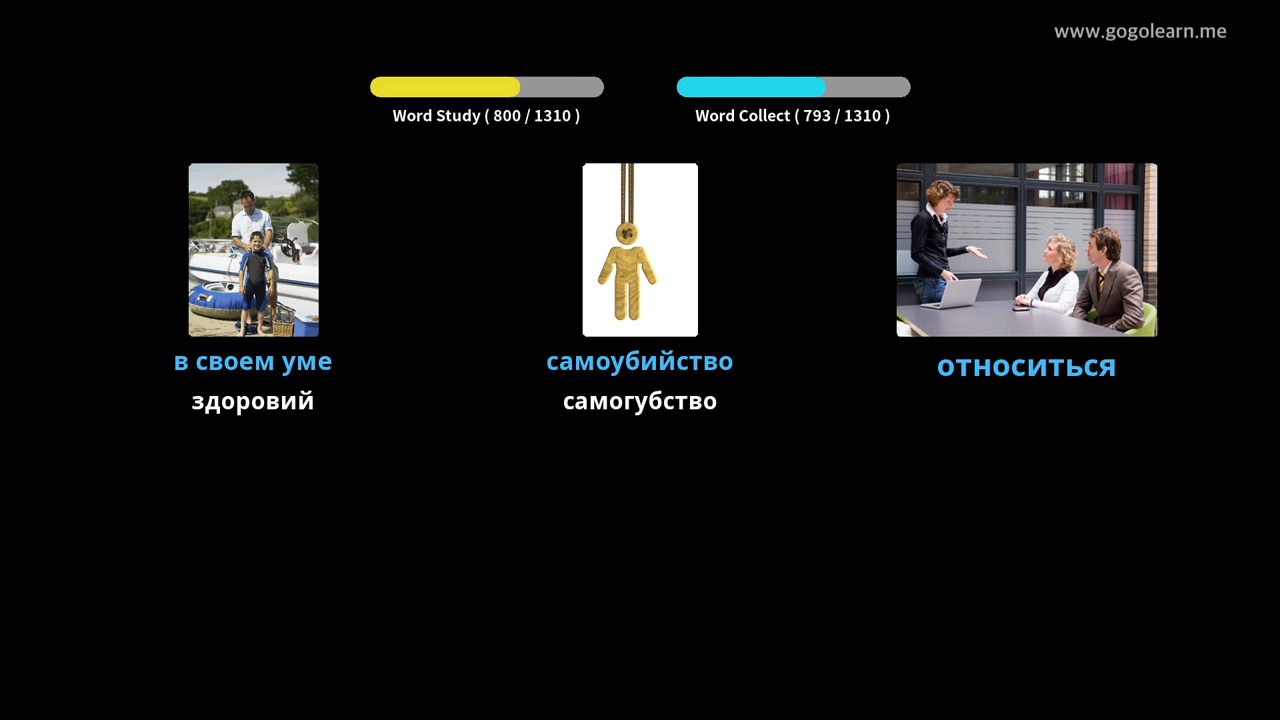 www.gogolearn.me
Word Study ( 800 / 1310 )
Word Collect ( 793 / 1310 )
в своем уме
здоровий
самоубийство
самогубство
относиться